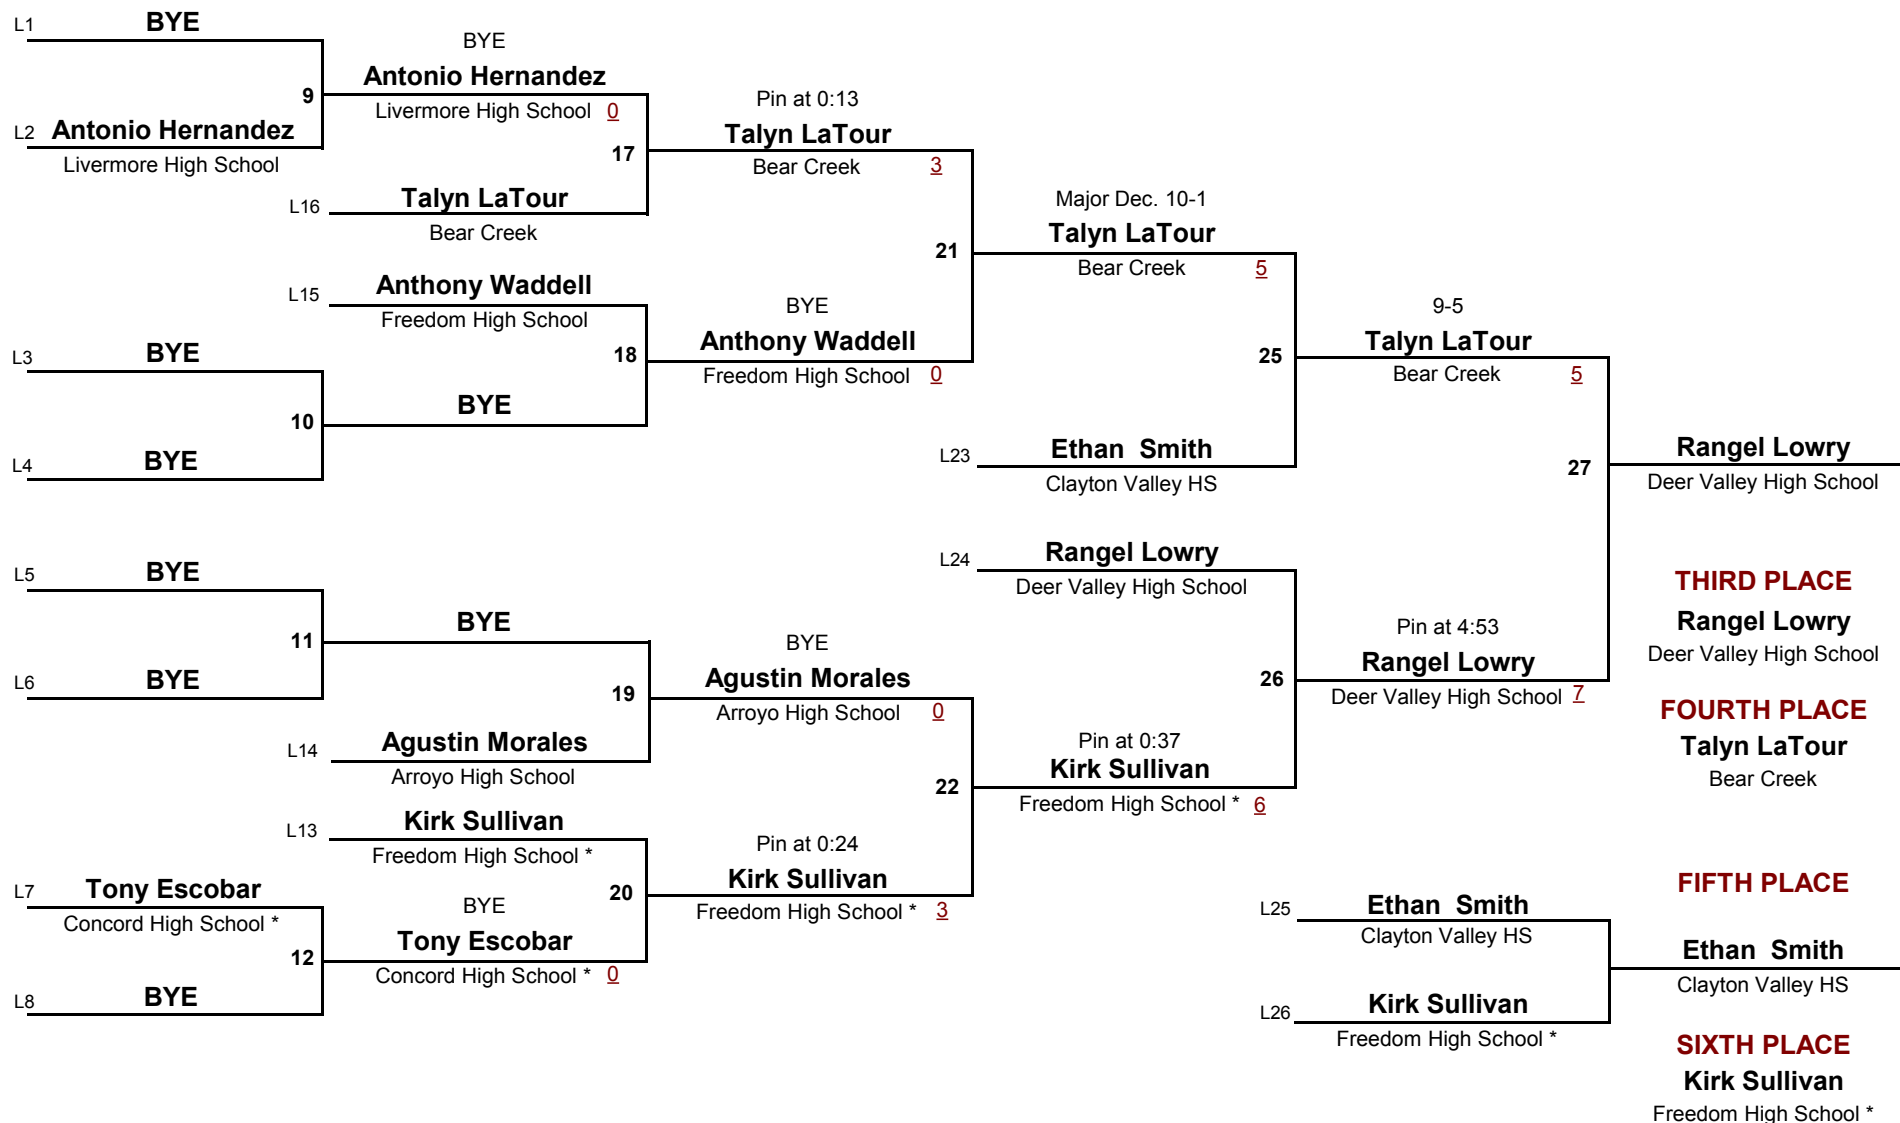 L1 BYE
BYE
Antonio Hernandez
9
Livermore High School 0
L2 Antonio Hernandez
Livermore High School
Pin at 0:13
Talyn LaTour
17
Bear Creek 3
L16 Talyn LaTour
Bear Creek
Major Dec. 10-1
Talyn LaTour
21
Bear Creek 5
L15 Anthony Waddell
Freedom High School
BYE
18
Anthony Waddell
Freedom High School 0
L3 BYE
10
BYE
L4 BYE
9-5
25
Talyn LaTour
Bear Creek 5
L23 Ethan Smith
Clayton Valley HS
27
Rangel Lowry
Deer Valley High School
L24 Rangel Lowry
Deer Valley High School
L5 BYE
11
BYE
L6 BYE
BYE
19
Agustin Morales
Arroyo High School 0
L14 Agustin Morales
Arroyo High School
26
Pin at 4:53
Rangel Lowry
Deer Valley High School 7
THIRD PLACE
Rangel Lowry
Deer Valley High School
FOURTH PLACE
Talyn LaTour
Bear Creek
Pin at 0:37
22
Kirk Sullivan
Freedom High School * 6
L13 Kirk Sullivan
Freedom High School *
Pin at 0:24
20
Kirk Sullivan
Freedom High School * 3
L7 Tony Escobar
Concord High School *
BYE
12
Tony Escobar
Concord High School * 0
L8 BYE
FIFTH PLACE
L25 Ethan Smith
Clayton Valley HS
Ethan Smith
Clayton Valley HS
L26 Kirk Sullivan
Freedom High School *
SIXTH PLACE
Kirk Sullivan
Freedom High School *